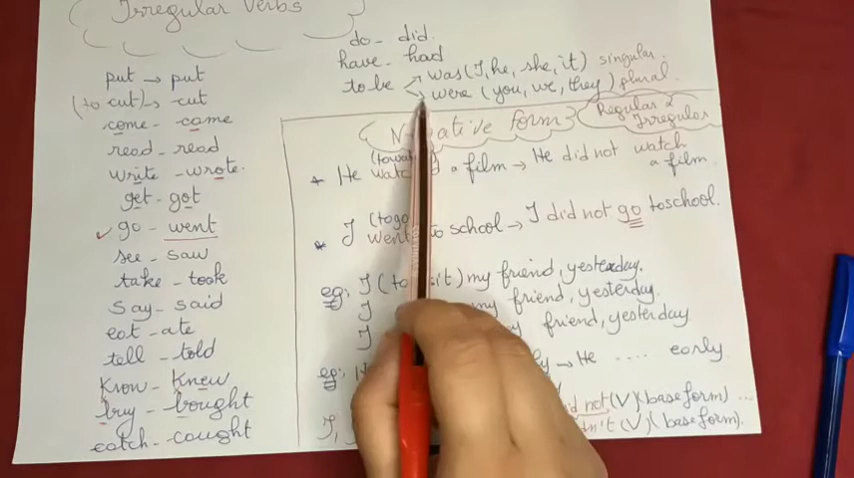 Irregular Verbs
put → put
(to cut) → cut
come - came
read - read
write - wrote.
get - got
✓ go - went
see - saw
take - took
say - said
eat - ate
tell - told
Know - Knew
buy - bought
catch - caught
do - did.
have - had
to be
was (I, he, she, it) singular.
were (you, we, they) plural.
form
Regular &
Irregular
He a film → He did not watch
a film.
I (to go
went to school → I did not go to school.
eg: I my friend, yesterday.
I my friend, yesterday.
I friend, yesterday
eg: → He .... early
not (V) (base form) ...
(V) (base form).
I,